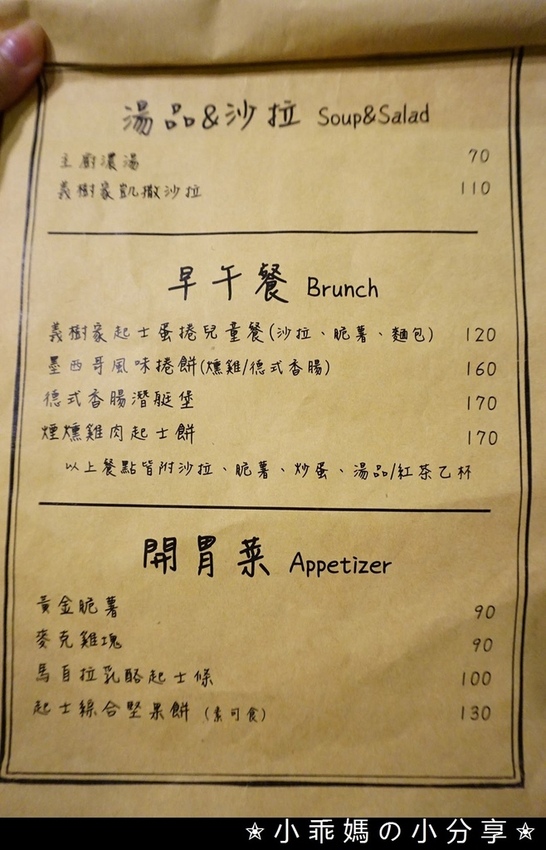 湯品&沙拉 Soup&Salad
主廚濃湯 70
義樹家凱撒沙拉 110
早午餐 Brunch
義樹家起士蛋捲兒童餐(沙拉、脆薯、麵包) 120
墨西哥風味捲餅(燻雞/德式香腸) 160
德式香腸潛艇堡 170
煙燻雞肉起士餅 170
以上餐點皆附沙拉、脆薯、炒蛋、湯品/紅茶乙杯
開胃菜 Appetizer
黃金脆薯 90
麥克雞塊 90
馬自拉乳酪起士條 100
起士綜合堅果餅 (素可食) 130
✭小乖媽の小分享✭